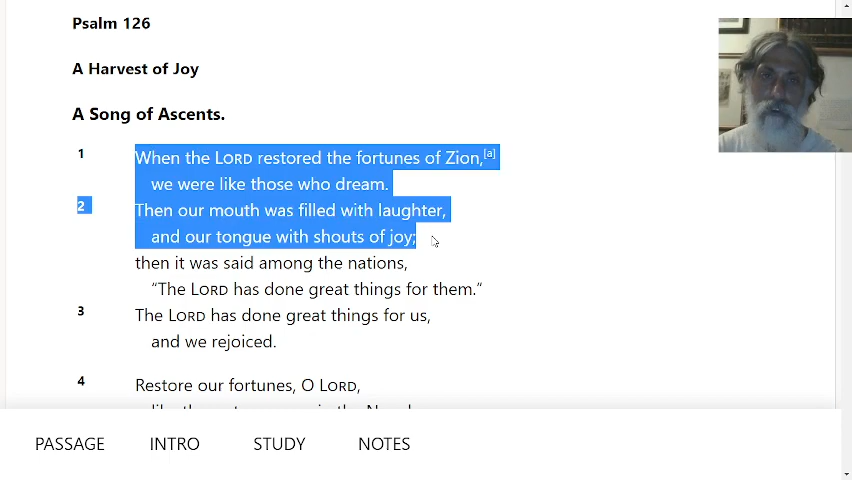 Psalm 126
A Harvest of Joy
A Song of Ascents.
1 When the LORD restored the fortunes of Zion,[a]
we were like those who dream.
2 Then our mouth was filled with laughter,
and our tongue with shouts of joy;
then it was said among the nations,
“The LORD has done great things for them.”
3 The LORD has done great things for us,
and we rejoiced.
4 Restore our fortunes, O LORD,
PASSAGE INTRO STUDY NOTES